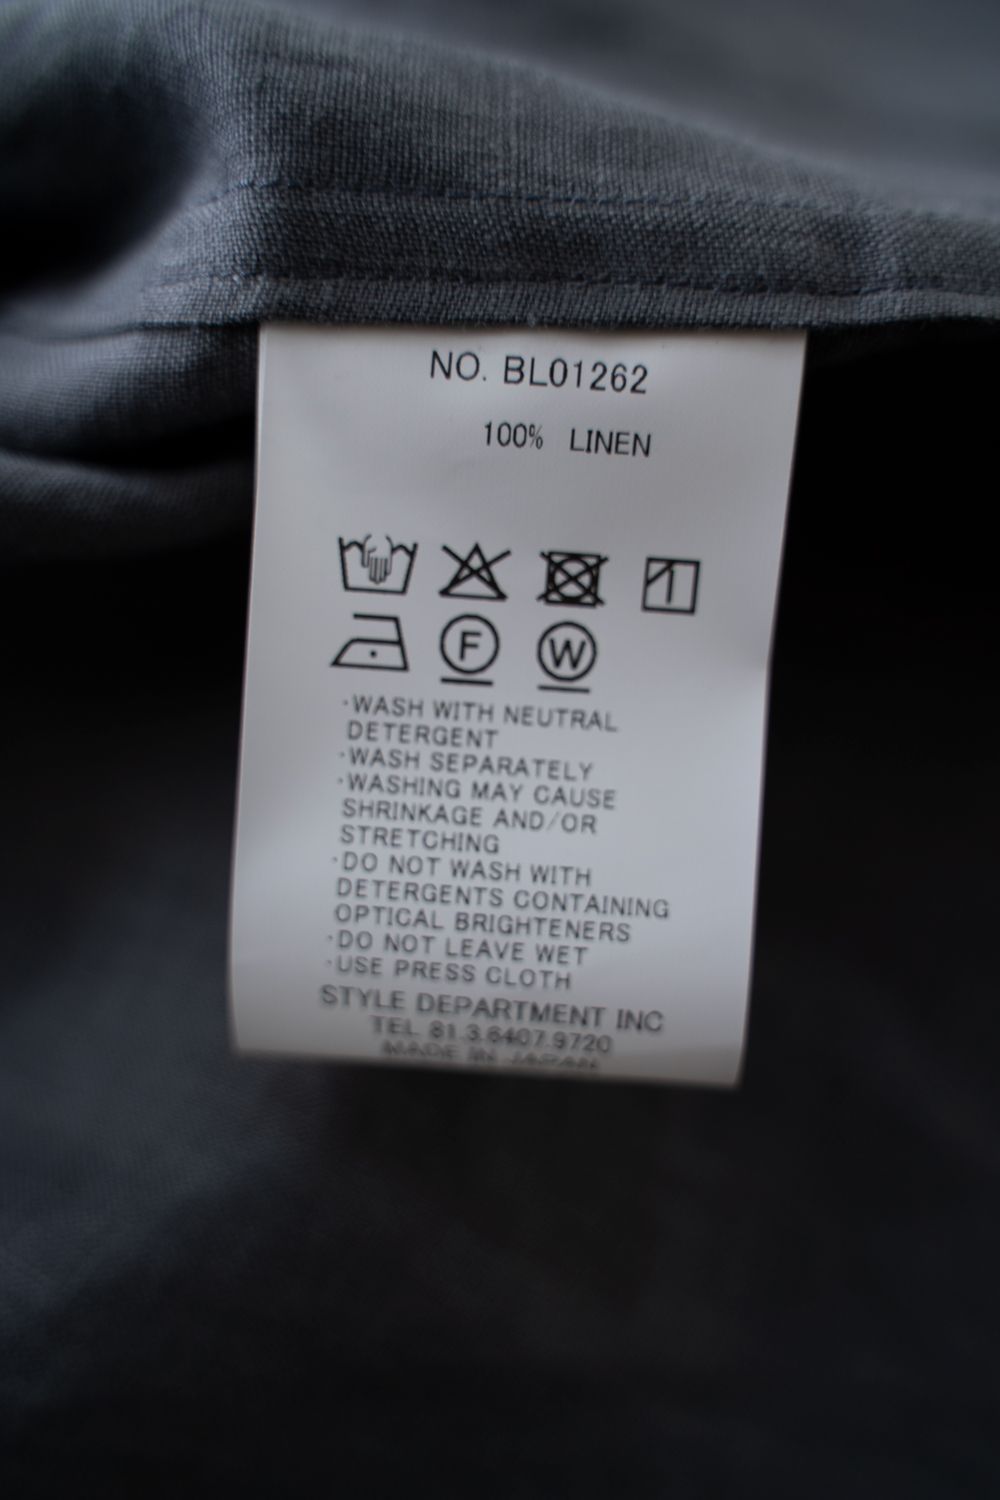 NO. BL01262
100% LINEN
F W
·WASH WITH NEUTRAL
DETERGENT
·WASH SEPARATELY
·WASHING MAY CAUSE
SHRINKAGE AND/OR
STRETCHING
·DO NOT WASH WITH
DETERGENTS CONTAINING
OPTICAL BRIGHTENERS
·DO NOT LEAVE WET
·USE PRESS CLOTH
STYLE DEPARTMENT INC
TEL 81.3.6407.9720
MADE IN JAPAN